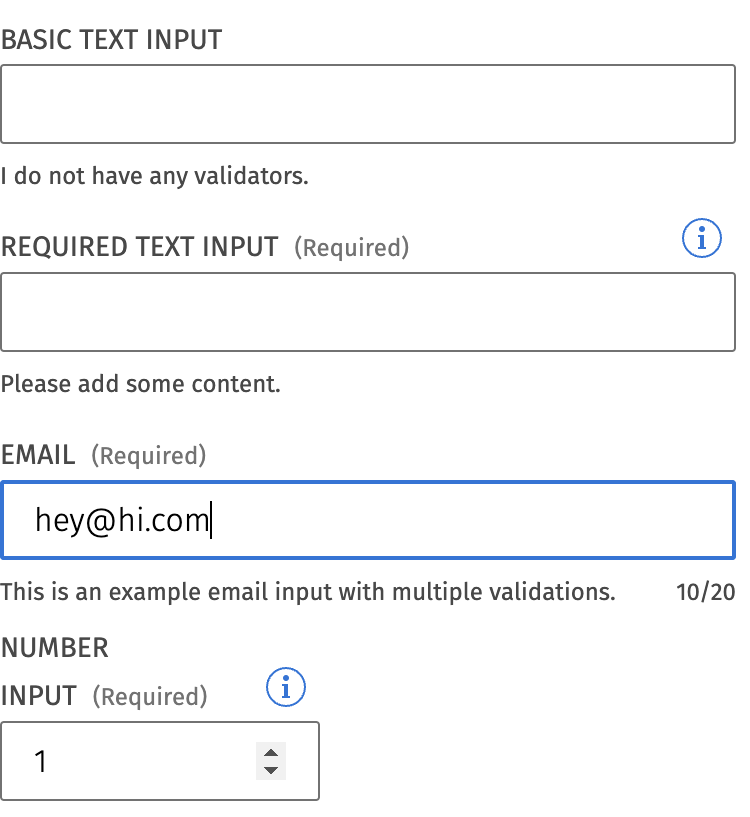 BASIC TEXT INPUT
I do not have any validators.
REQUIRED TEXT INPUT (Required)
Please add some content.
EMAIL (Required)
hey@hi.com
This is an example email input with multiple validations. 10/20
NUMBER
INPUT (Required)
1